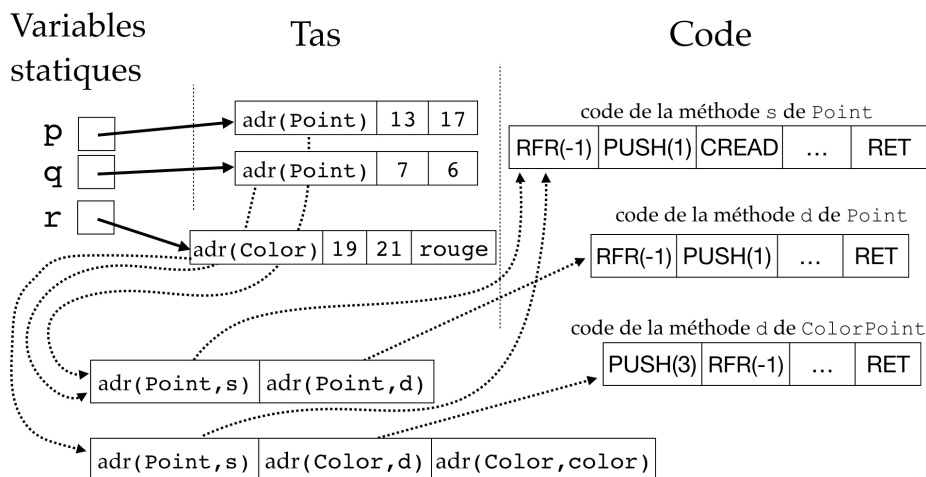 Variables
statiques
Tas
Code
code de la méthode s de Point
p
adr(Point) 13 17
RFR(-1) PUSH(1) CREAD … RET
q
adr(Point) 7 6
code de la méthode d de Point
r
adr(Color) 19 21 rouge
RFR(-1) PUSH(1) … RET
code de la méthode d de ColorPoint
PUSH(3) RFR(-1) … RET
adr(Point,s) adr(Point,d)
adr(Point,s) adr(Color,d) adr(Color,color)